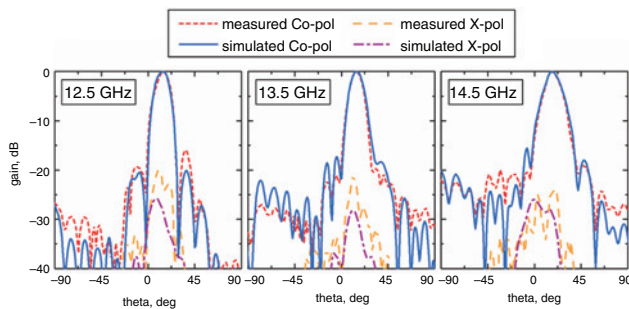 measured Co-pol measured X-pol
simulated Co-pol simulated X-pol
12.5 GHz 13.5 GHz 14.5 GHz
gain, dB
0
−10
−20
−30
−40
−90 −45 0 45 90 −90 −45 0 45 90 −45 0 45 90
theta, deg theta, deg theta, deg